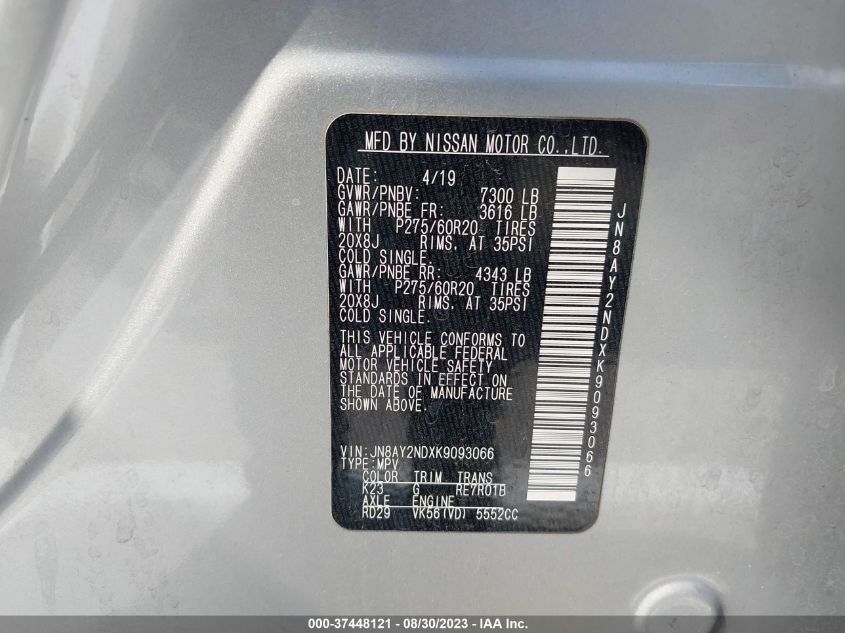 MFD BY NISSAN MOTOR CO.,LTD.
DATE: 4/19
GVWR/PNBV: 7300 LB
GAWR/PNBE FR: 3616 LB
WITH P275/60R20 TIRES
20X8J RIMS, AT 35PSI
COLD SINGLE.
GAWR/PNBE RR: 4343 LB
WITH P275/60R20 TIRES
20X8J RIMS, AT 35PSI
COLD SINGLE.
THIS VEHICLE CONFORMS TO
ALL APPLICABLE FEDERAL
MOTOR VEHICLE SAFETY
STANDARDS IN EFFECT ON
THE DATE OF MANUFACTURE
SHOWN ABOVE.
VIN:JN8AY2NDXK9093066
TYPE:MPV
COLOR TRIM TRANS
K23 G RE7R01B
AXLE ENGINE
RD29 VK56(VD) 5552CC
JN8AY2NDXK9093066
000-37448121 - 08/30/2023 - IAA Inc.